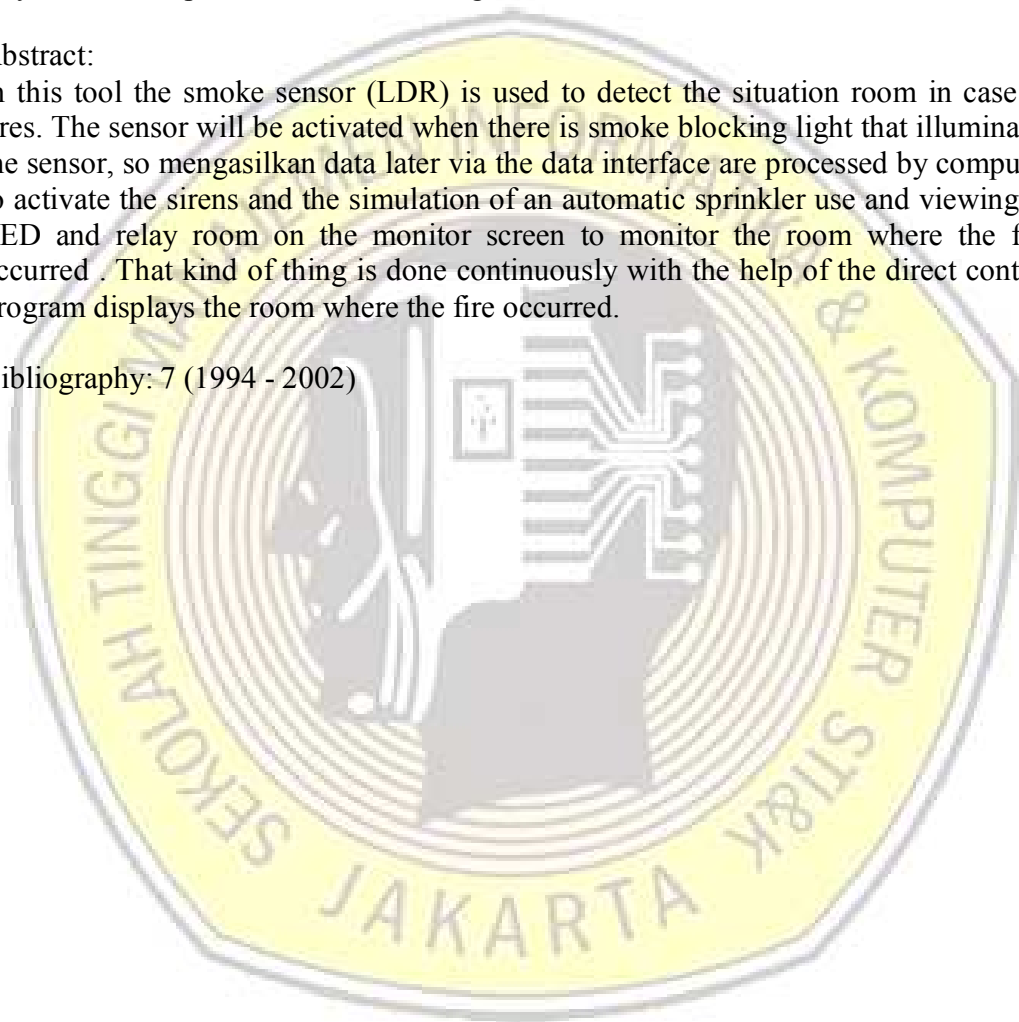 bstract:
n this tool the smoke sensor (LDR) is used to detect the situation room in case
res. The sensor will be activated when there is smoke blocking light that illumina
he sensor, so mengasilkan data later via the data interface are processed by compu
o activate the sirens and the simulation of an automatic sprinkler use and viewing
ED and relay room on the monitor screen to monitor the room where the f
ccurred . That kind of thing is done continuously with the help of the direct cont
rogram displays the room where the fire occurred.
ibliography: 7 (1994 - 2002)
SEKOLAH TINGGI MANAJEMEN INFORMATIKA & KOMPUTER STI&K
JAKARTA